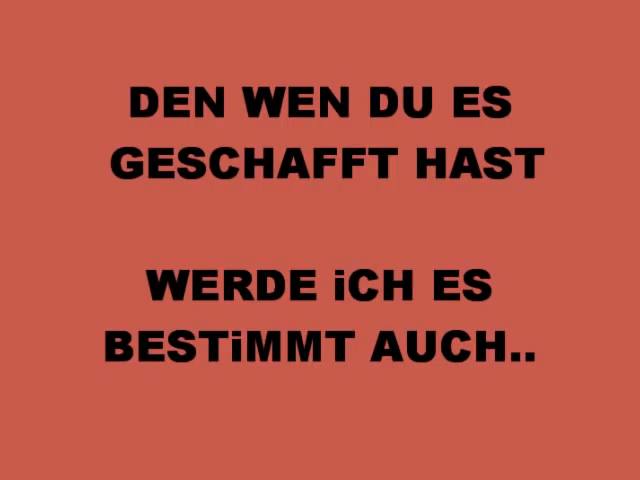 DEN WEN DU ES
GESCHAFFT HAST
WERDE iCH ES
BESTiMMT AUCH..